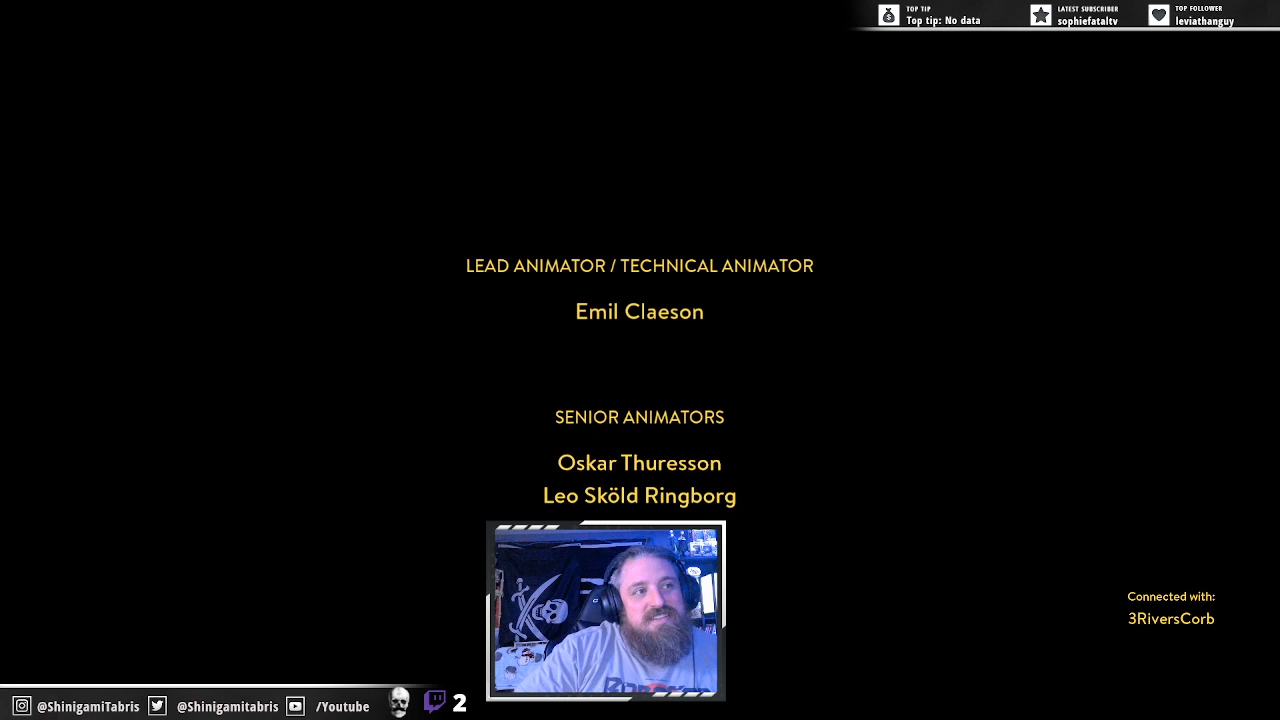 TOP TIP
Top tip: No data
LATEST SUBSCRIBER
sophiefataltv
TOP FOLLOWER
leviathanguy
LEAD ANIMATOR / TECHNICAL ANIMATOR
Emil Claeson
SENIOR ANIMATORS
Oskar Thuresson
Leo Sköld Ringborg
Connected with:
3RiversCorb
@ShinigamiTabris
@Shinigamitabris
/Youtube
2